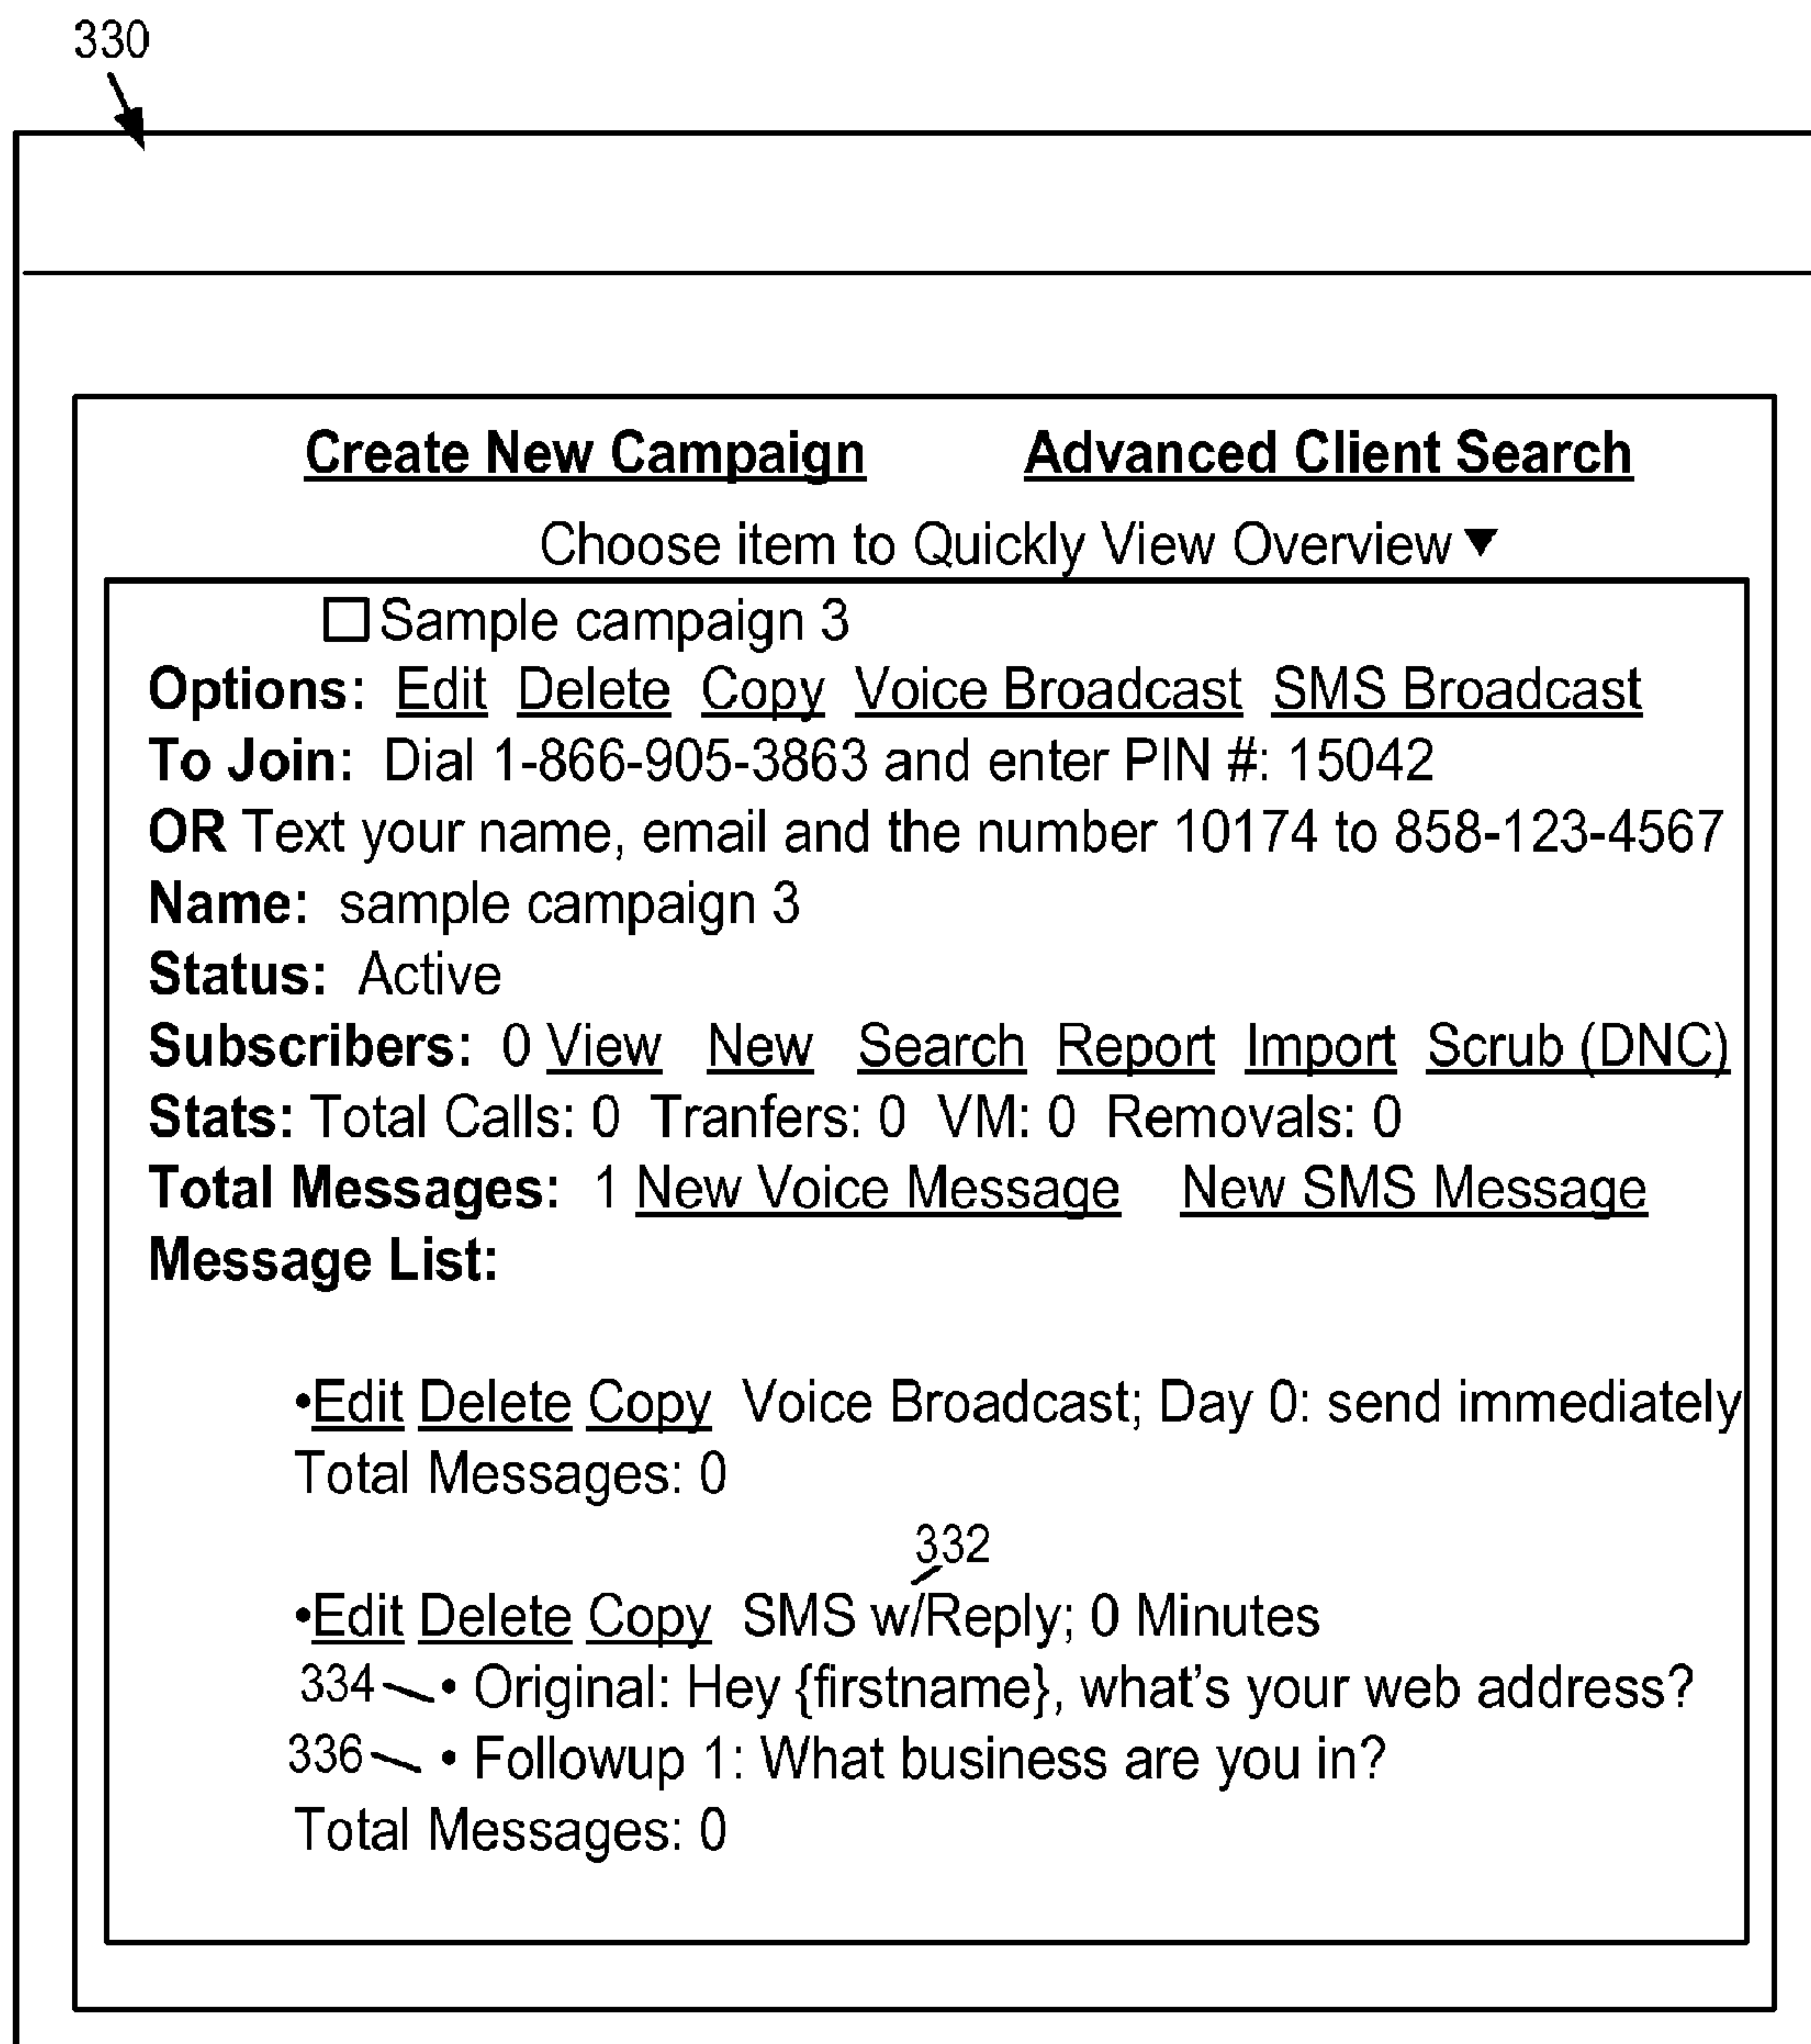 330
Create New Campaign Advanced Client Search
Choose item to Quickly View Overview ▼
Sample campaign 3
Options: Edit Delete Copy Voice Broadcast SMS Broadcast
To Join: Dial 1-866-905-3863 and enter PIN #: 15042
OR Text your name, email and the number 10174 to 858-123-4567
Name: sample campaign 3
Status: Active
Subscribers: 0 View New Search Report Import Scrub (DNC)
Stats: Total Calls: 0 Tranfers: 0 VM: 0 Removals: 0
Total Messages: 1 New Voice Message New SMS Message
Message List:
•Edit Delete Copy Voice Broadcast; Day 0: send immediately
Total Messages: 0
332
•Edit Delete Copy SMS w/Reply; 0 Minutes
334 • Original: Hey {firstname}, what's your web address?
336 • Followup 1: What business are you in?
Total Messages: 0